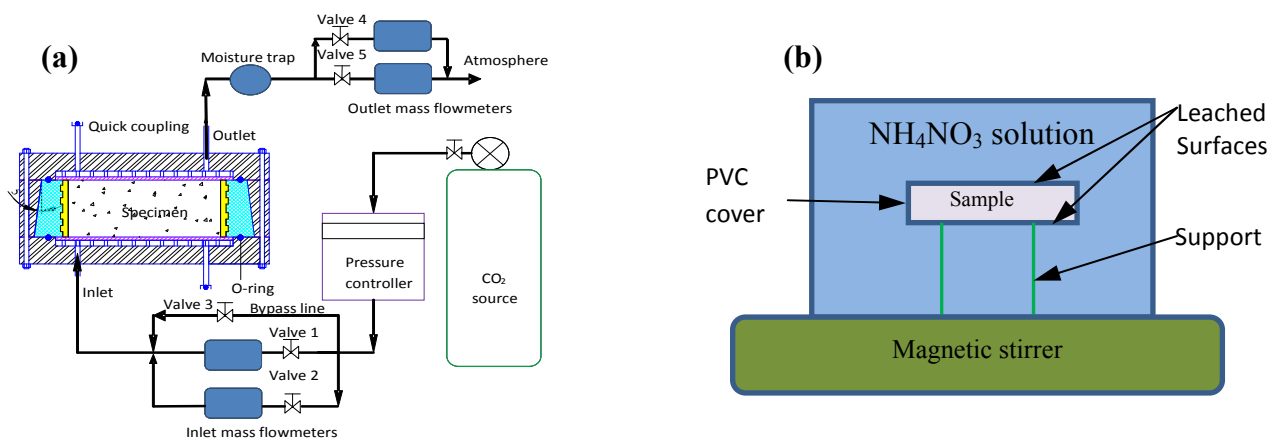 (a)
Valve 4
Moisture trap
Valve 5
Atmosphere
Outlet mass flowmeters
Quick coupling
Outlet
Specimen
O-ring
Inlet
Pressure
controller
CO₂
source
Valve 3
Bypass line
Valve 1
Valve 2
Inlet mass flowmeters
(b)
NH₄NO₃ solution
Leached
Surfaces
PVC
cover
Sample
Support
Magnetic stirrer